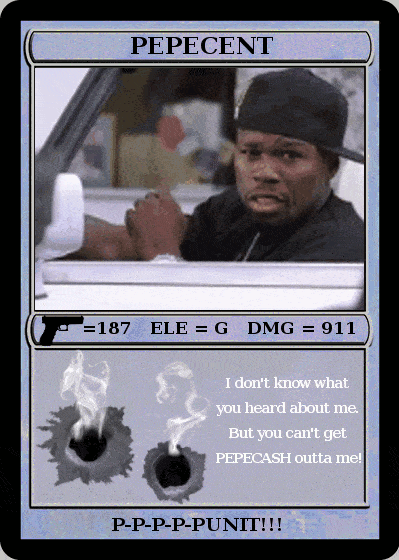 PEPECENT
=187 ELE = G DMG = 911
I don't know what
you heard about me.
But you can't get
PEPECASH outta me!
P-P-P-P-PUNIT!!!